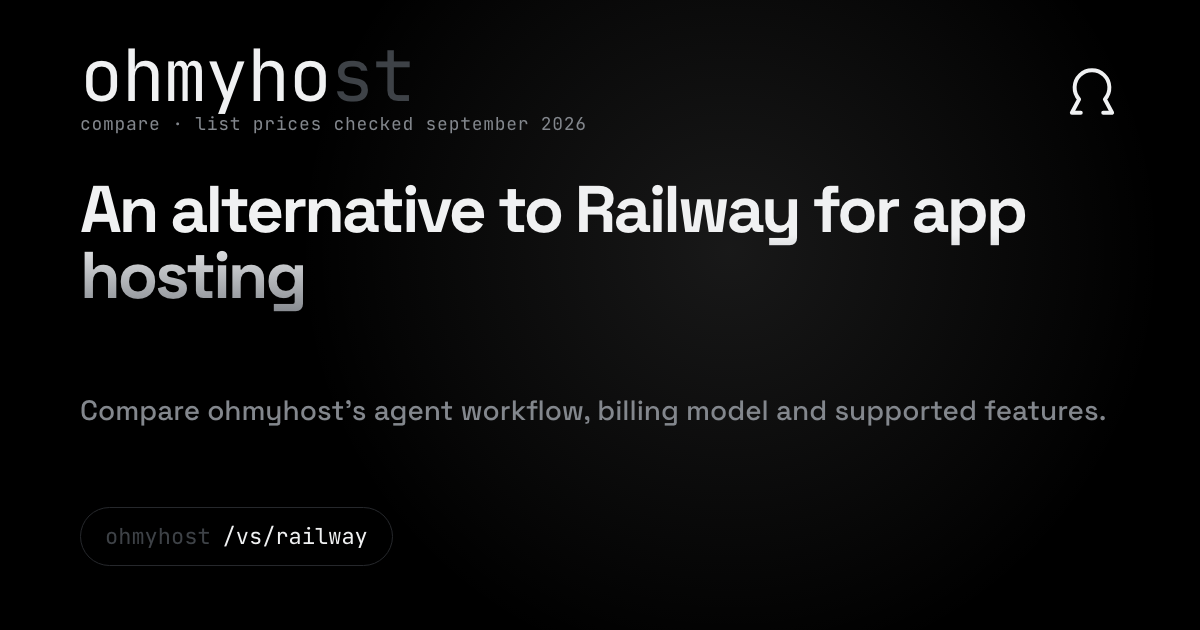 ohmyhost
compare · list prices checked september 2026
An alternative to Railway for app
hosting
Compare ohmyhost’s agent workflow, billing model and supported features.
ohmyhost /vs/railway